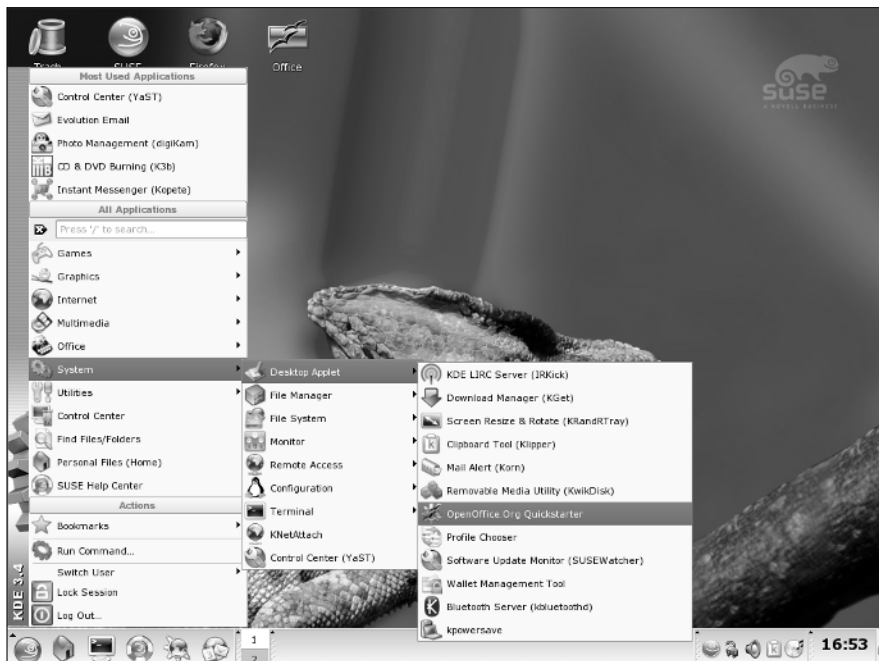 Trash
SUSE
Firefox
Office
SUSE
A NOVELL BUSINESS
Most Used Applications
Control Center (YaST)
Evolution Email
Photo Management (digiKam)
CD & DVD Burning (K3b)
Instant Messenger (Kopete)
All Applications
Press '/' to search...
Games
Graphics
Internet
Multimedia
Office
System
Utilities
Control Center
Find Files/Folders
Personal Files (Home)
SUSE Help Center
Actions
Bookmarks
Run Command...
Switch User
Lock Session
Log Out...
KDE 3.4
Desktop Applet
File Manager
File System
Monitor
Remote Access
Configuration
Terminal
KNetAttach
Control Center (YaST)
KDE LIRC Server (IRKick)
Download Manager (KGet)
Screen Resize & Rotate (KRandRTray)
Clipboard Tool (Klipper)
Mail Alert (Korn)
Removable Media Utility (KwikDisk)
OpenOffice.Org Quickstarter
Profile Chooser
Software Update Monitor (SUSEWatcher)
Wallet Management Tool
Bluetooth Server (kbluetoothd)
kpowersave
1
2
16:53